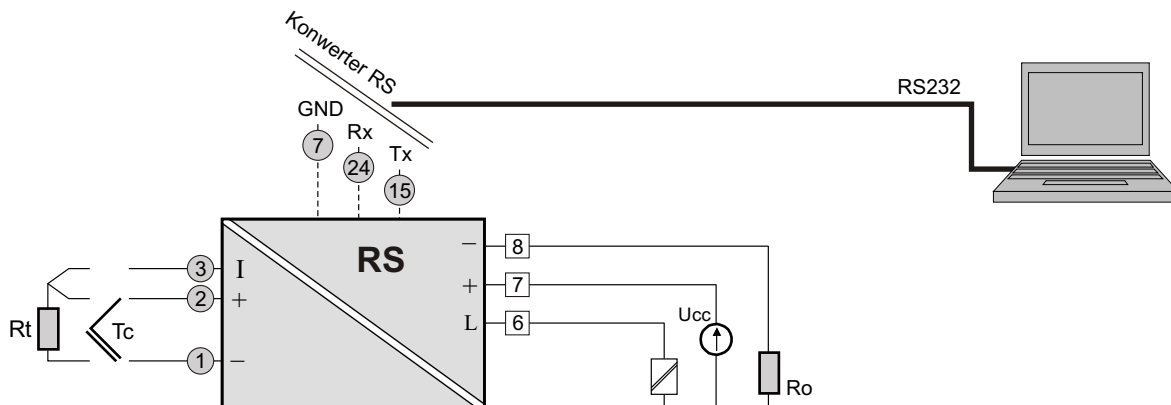 Konwerter RS
RS232
GND
7
Rx
24
Tx
15
RS
3
I
2
+
1
−
Rt
Tc
− 8
+ 7
L 6
Ucc
Ro